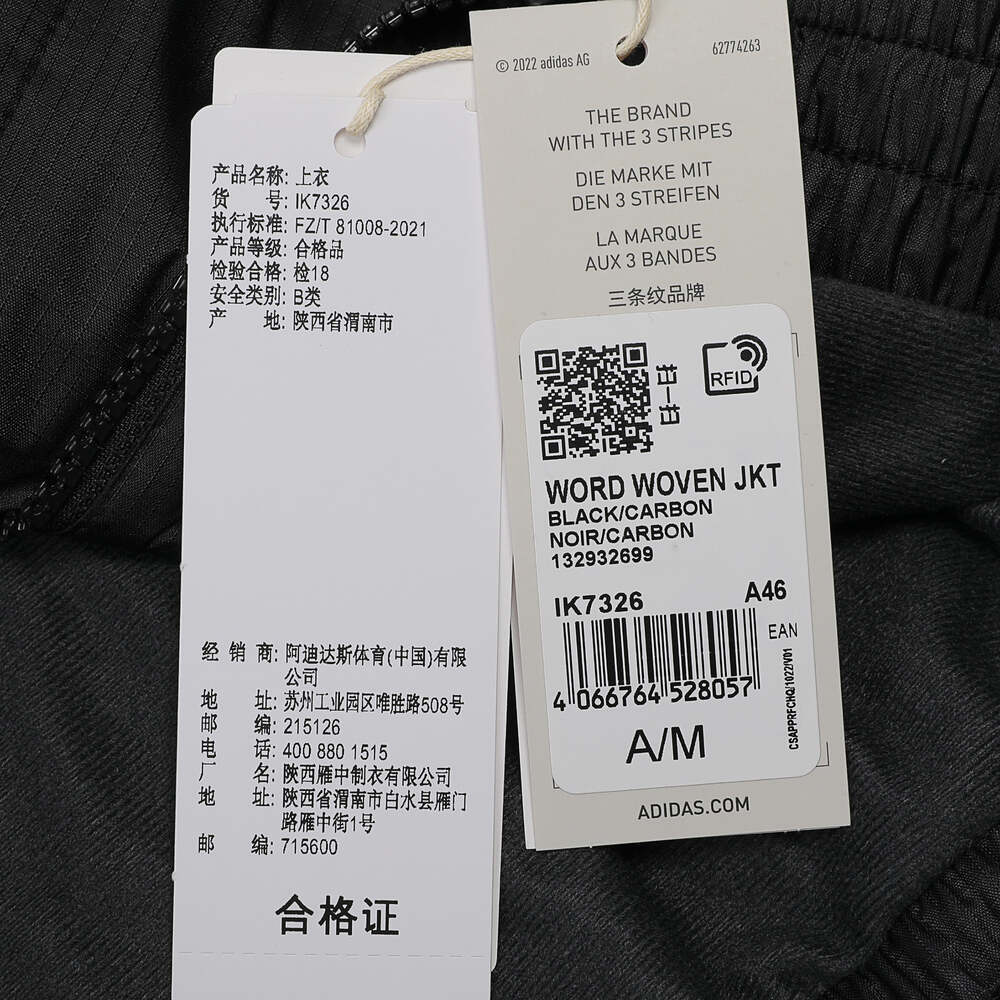 产品名称: 上衣
货 号: IK7326
执行标准: FZ/T 81008-2021
产品等级: 合格品
检验合格: 检18
安全类别: B类
产 地: 陕西省渭南市
经 销 商: 阿迪达斯体育(中国)有限
公司
地 址: 苏州工业园区唯胜路508号
邮 编: 215126
电 话: 400 880 1515
厂 名: 陕西雁中制衣有限公司
地 址: 陕西省渭南市白水县雁门
路雁中街1号
邮 编: 715600
合格证
© 2022 adidas AG
62774263
THE BRAND
WITH THE 3 STRIPES
DIE MARKE MIT
DEN 3 STREIFEN
LA MARQUE
AUX 3 BANDES
三条纹品牌
RFID
WORD WOVEN JKT
BLACK/CARBON
NOIR/CARBON
132932699
IK7326
A46
EAN
4 066764 528057
CSAPPRFCHQ/1022/V01
A/M
ADIDAS.COM